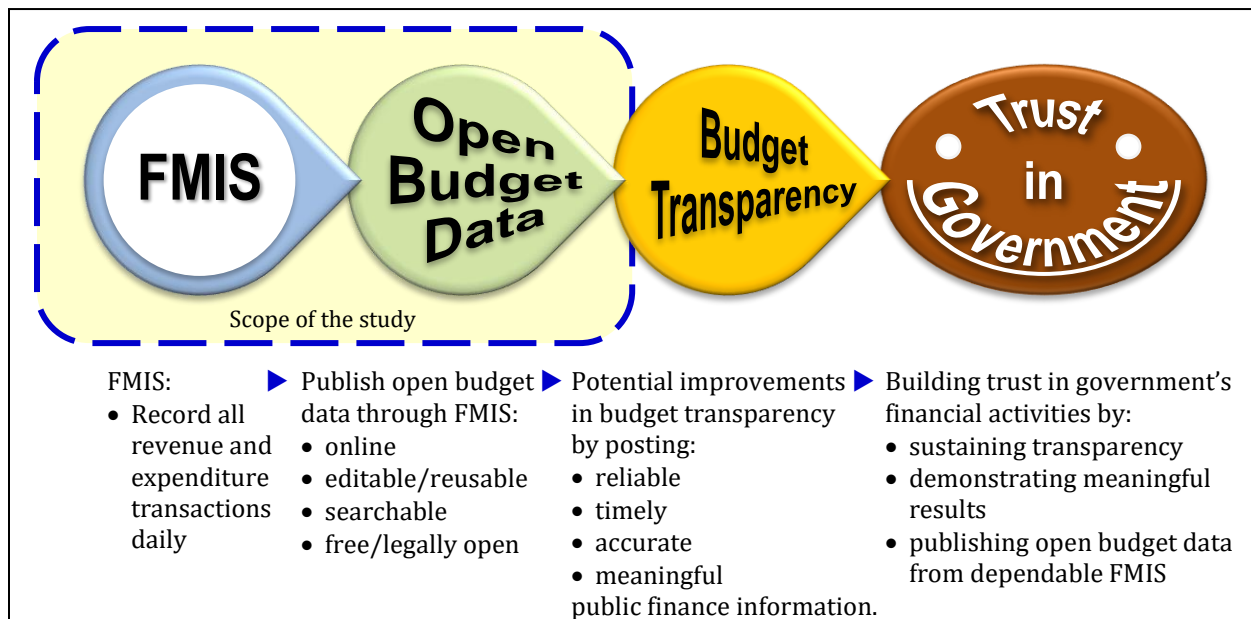 FMIS
Open
Budget
Data
Budget
Transparency
Trust
in
Government
Scope of the study
FMIS:
• Record all
revenue and
expenditure
transactions
daily
Publish open budget
data through FMIS:
• online
• editable/reusable
• searchable
• free/legally open
Potential improvements
in budget transparency
by posting:
• reliable
• timely
• accurate
• meaningful
public finance information.
Building trust in government’s
financial activities by:
• sustaining transparency
• demonstrating meaningful
results
• publishing open budget data
from dependable FMIS